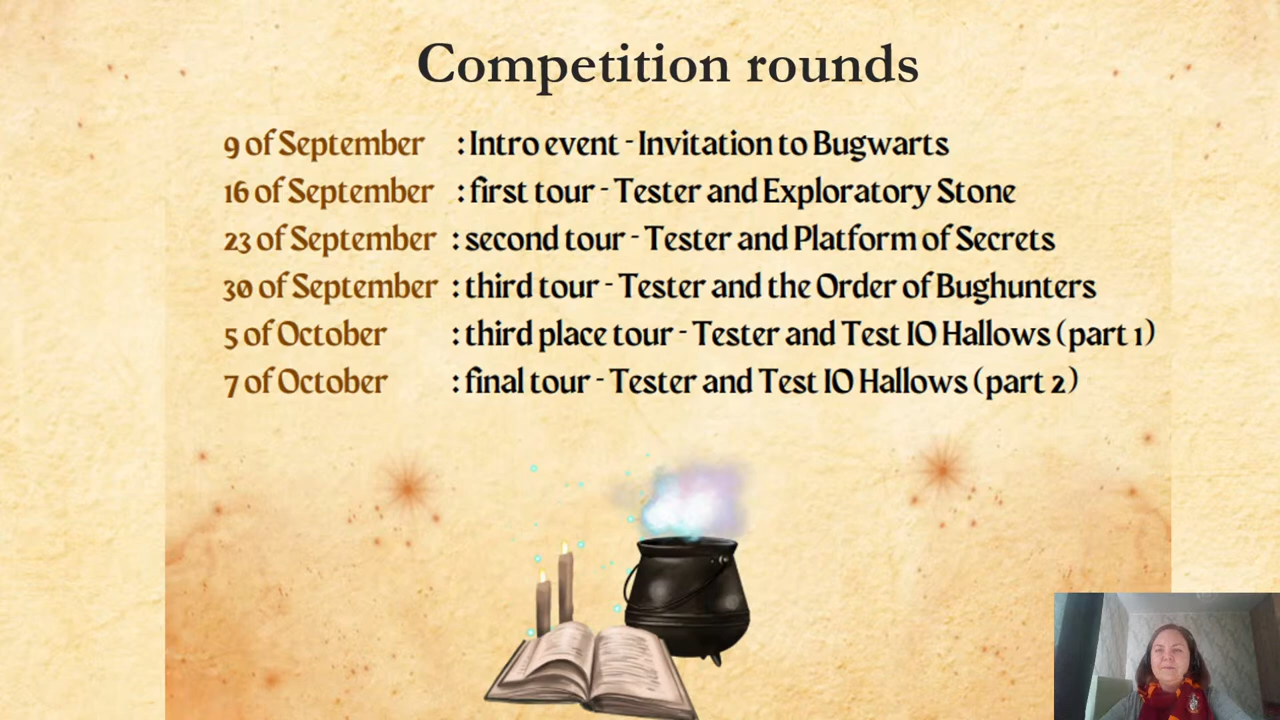 Competition rounds
9 of September : Intro event - Invitation to Bugwarts
16 of September : first tour - Tester and Exploratory Stone
23 of September : second tour - Tester and Platform of Secrets
30 of September : third tour - Tester and the Order of Bughunters
5 of October : third place tour - Tester and Test IO Hallows (part 1)
7 of October : final tour - Tester and Test IO Hallows (part 2)